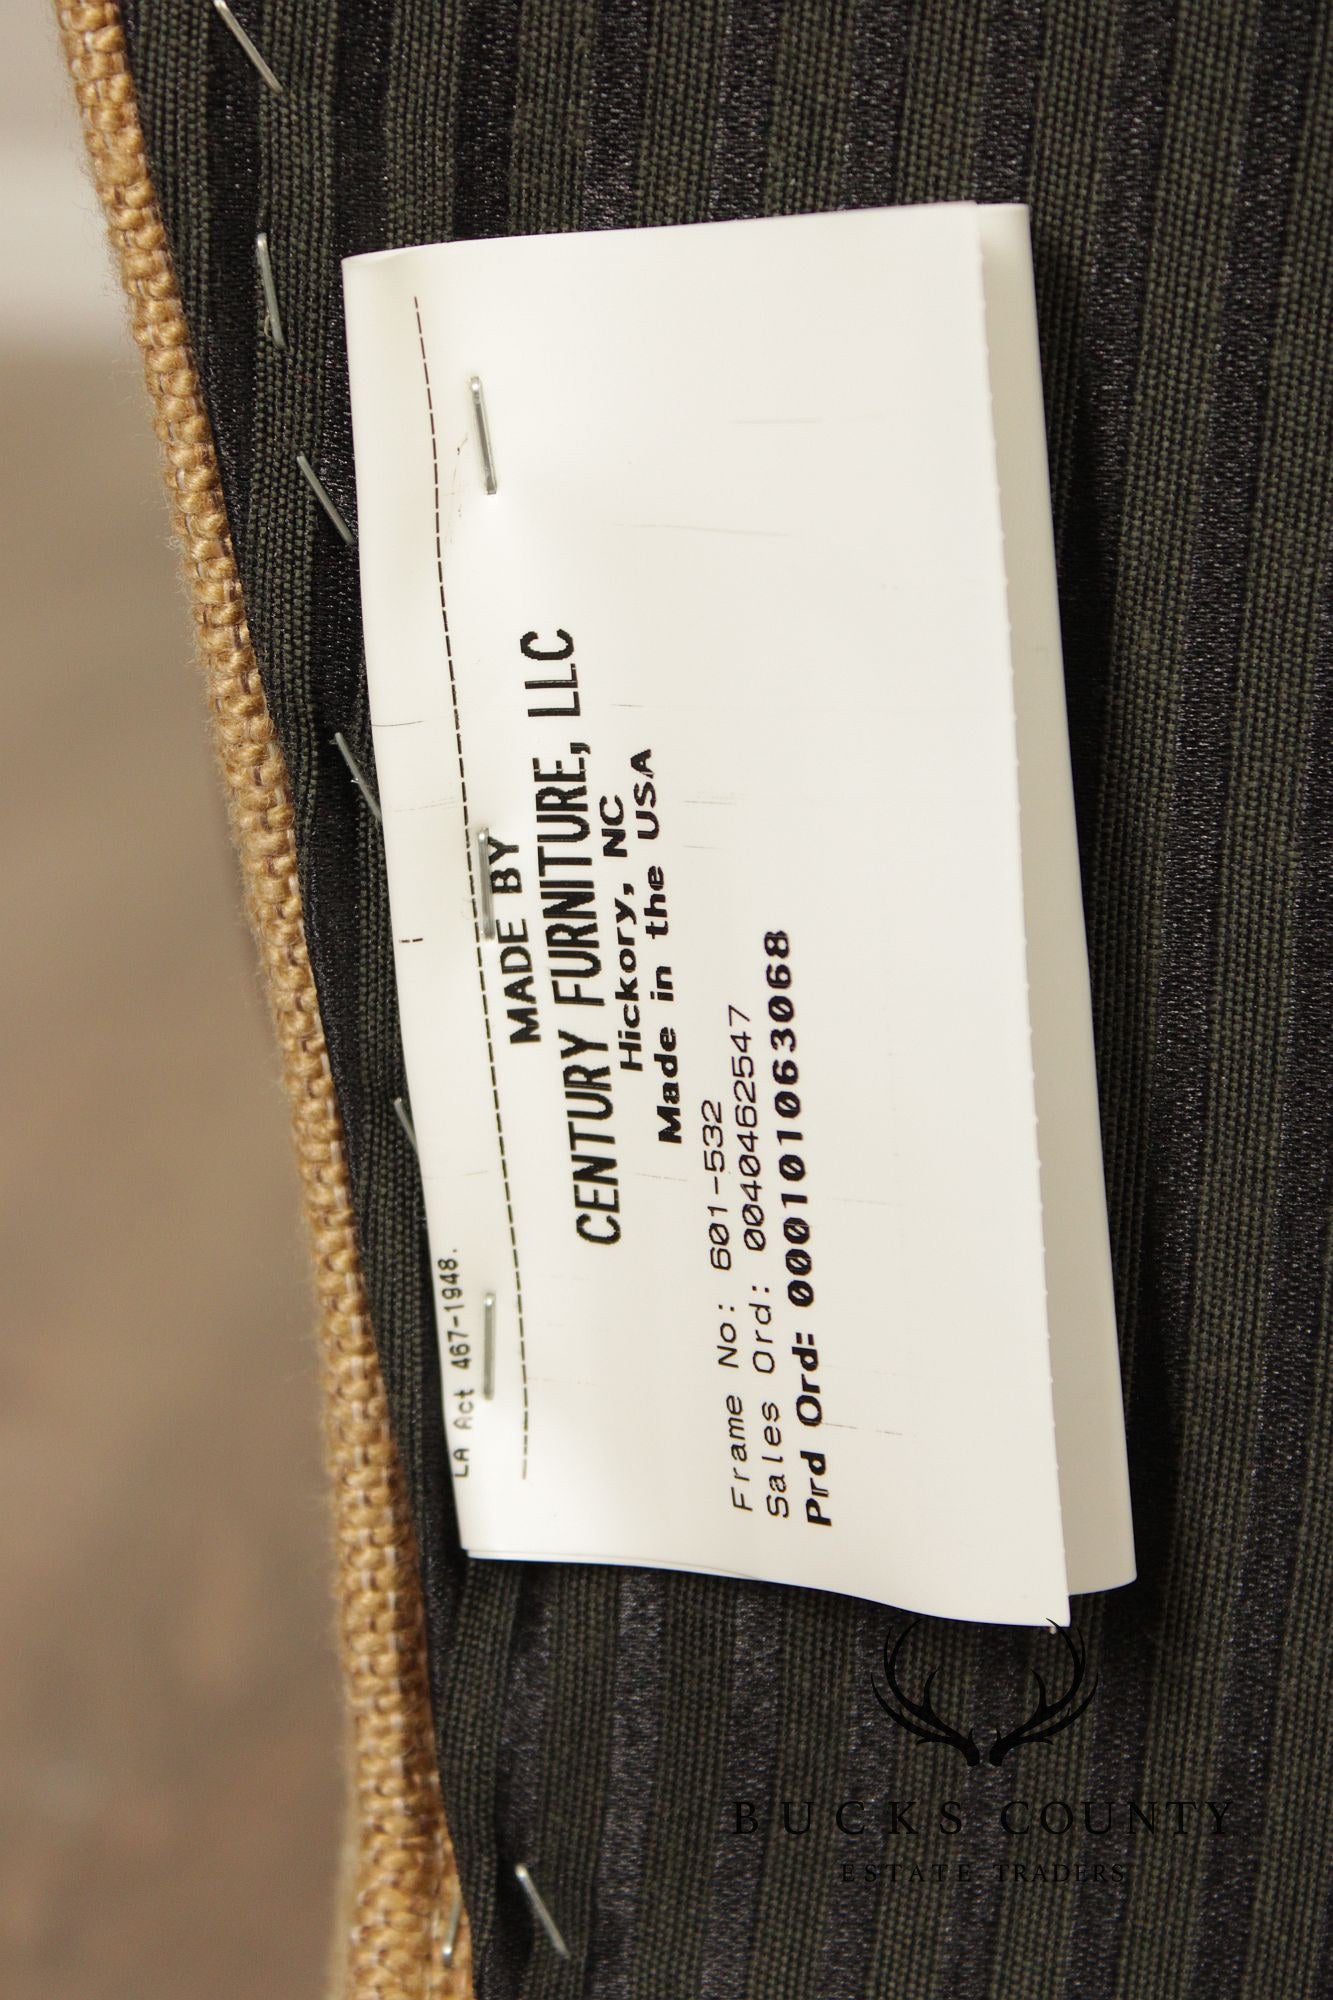 LA Act 467-1948.
MADE BY
CENTURY FURNITURE, LLC
Hickory, NC
Made in the USA
Frame No: 601-532
Sales Ord: 0040462547
Prd Ord: 000101063068
BUCKS COUNTY
ESTATE TRADERS